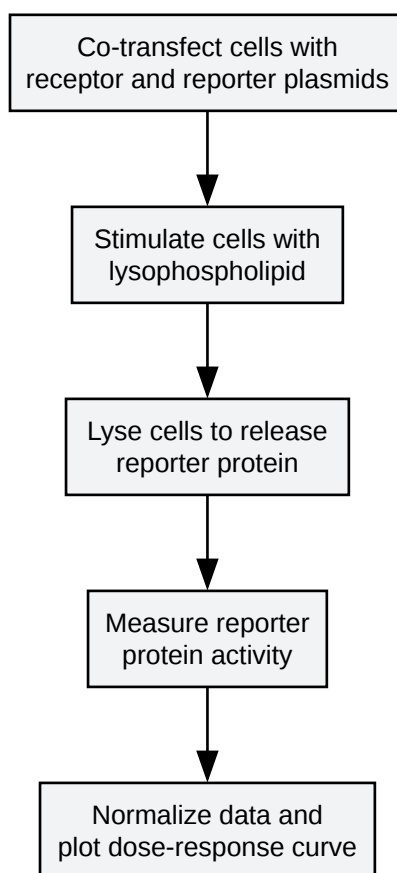 Co-transfect cells with
receptor and reporter plasmids
Stimulate cells with
lysophospholipid
Lyse cells to release
reporter protein
Measure reporter
protein activity
Normalize data and
plot dose-response curve